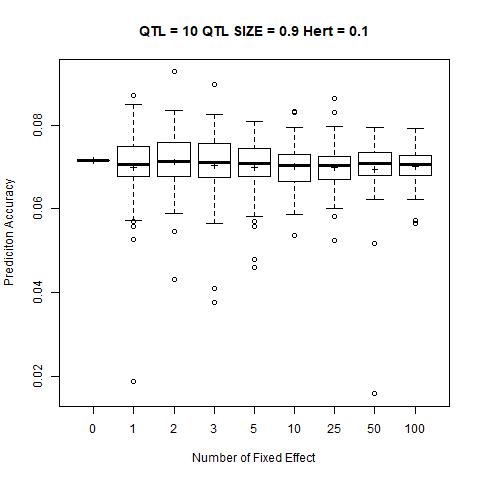 QTL = 10 QTL SIZE = 0.9 Hert = 0.1
Prediciton Accuracy
0.08
0.06
0.04
0.02
0 1 2 3 5 10 25 50 100
Number of Fixed Effect